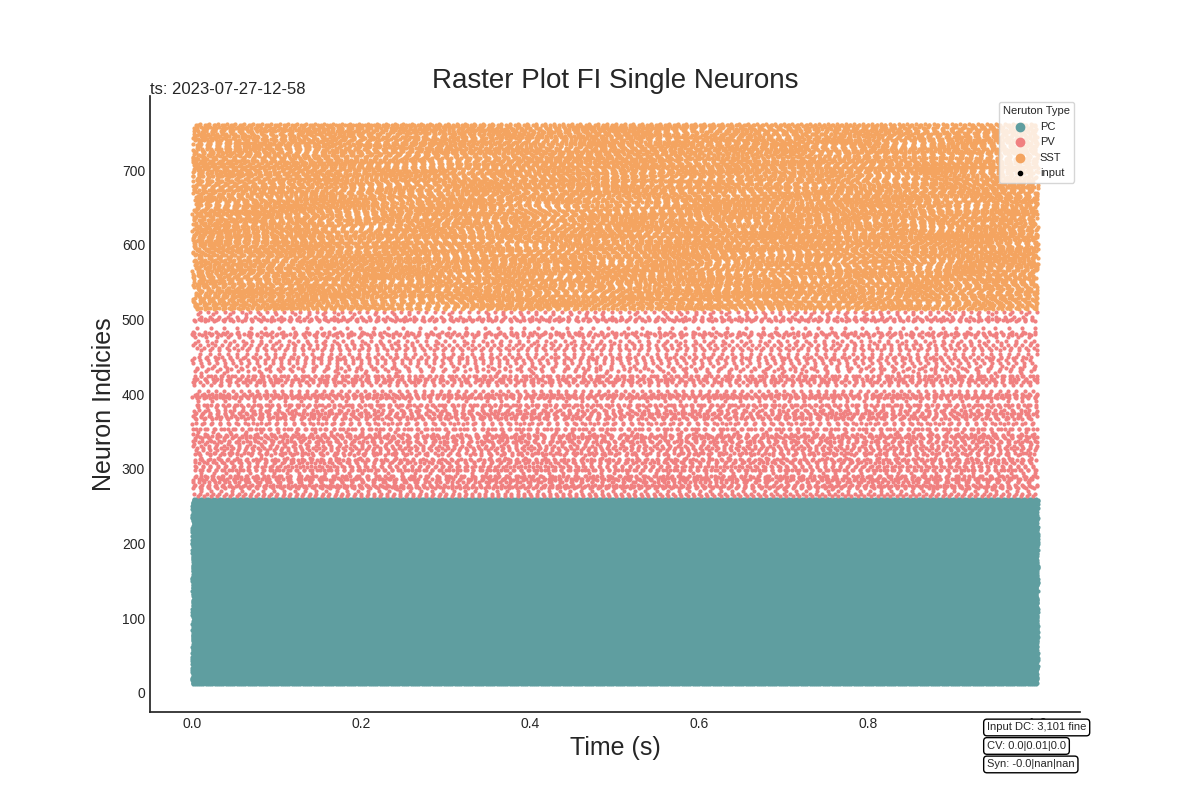 Raster Plot FI Single Neurons
ts: 2023-07-27-12-58
Neruton Type
PC
PV
SST
input
Neuron Indicies
700
600
500
400
300
200
100
0
0.0 0.2 0.4 0.6 0.8
Time (s)
Input DC: 3,101 fine
CV: 0.0|0.01|0.0
Syn: -0.0|nan|nan